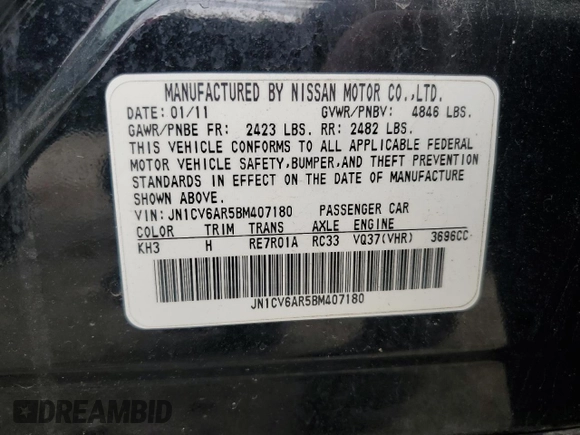 MANUFACTURED BY NISSAN MOTOR CO.,LTD.
DATE: 01/11 GVWR/PNBV: 4846 LBS.
GAWR/PNBE FR: 2423 LBS. RR: 2482 LBS.
THIS VEHICLE CONFORMS TO ALL APPLICABLE FEDERAL
MOTOR VEHICLE SAFETY,BUMPER,AND THEFT PREVENTION
STANDARDS IN EFFECT ON THE DATE OF MANUFACTURE
SHOWN ABOVE.
VIN: JN1CV6AR5BM407180 PASSENGER CAR
COLOR TRIM TRANS AXLE ENGINE
KH3 H RE7R01A RC33 VQ37(VHR) 3696CC
JN1CV6AR5BM407180
DREAMBID